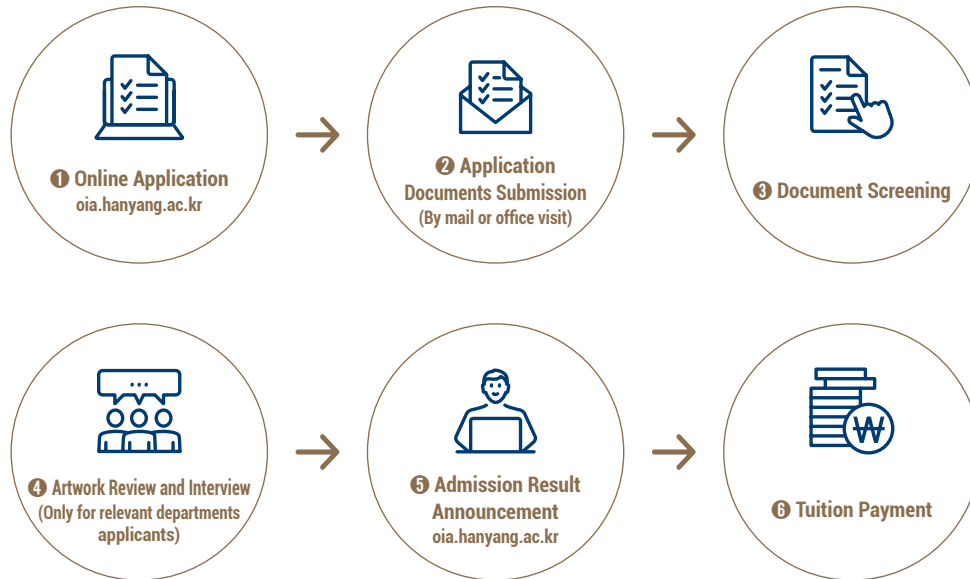 ❶ Online Application
oia.hanyang.ac.kr
❷ Application
Documents Submission
(By mail or office visit)
❸ Document Screening
❹ Artwork Review and Interview
(Only for relevant departments
applicants)
❺ Admission Result
Announcement
oia.hanyang.ac.kr
₩
❻ Tuition Payment